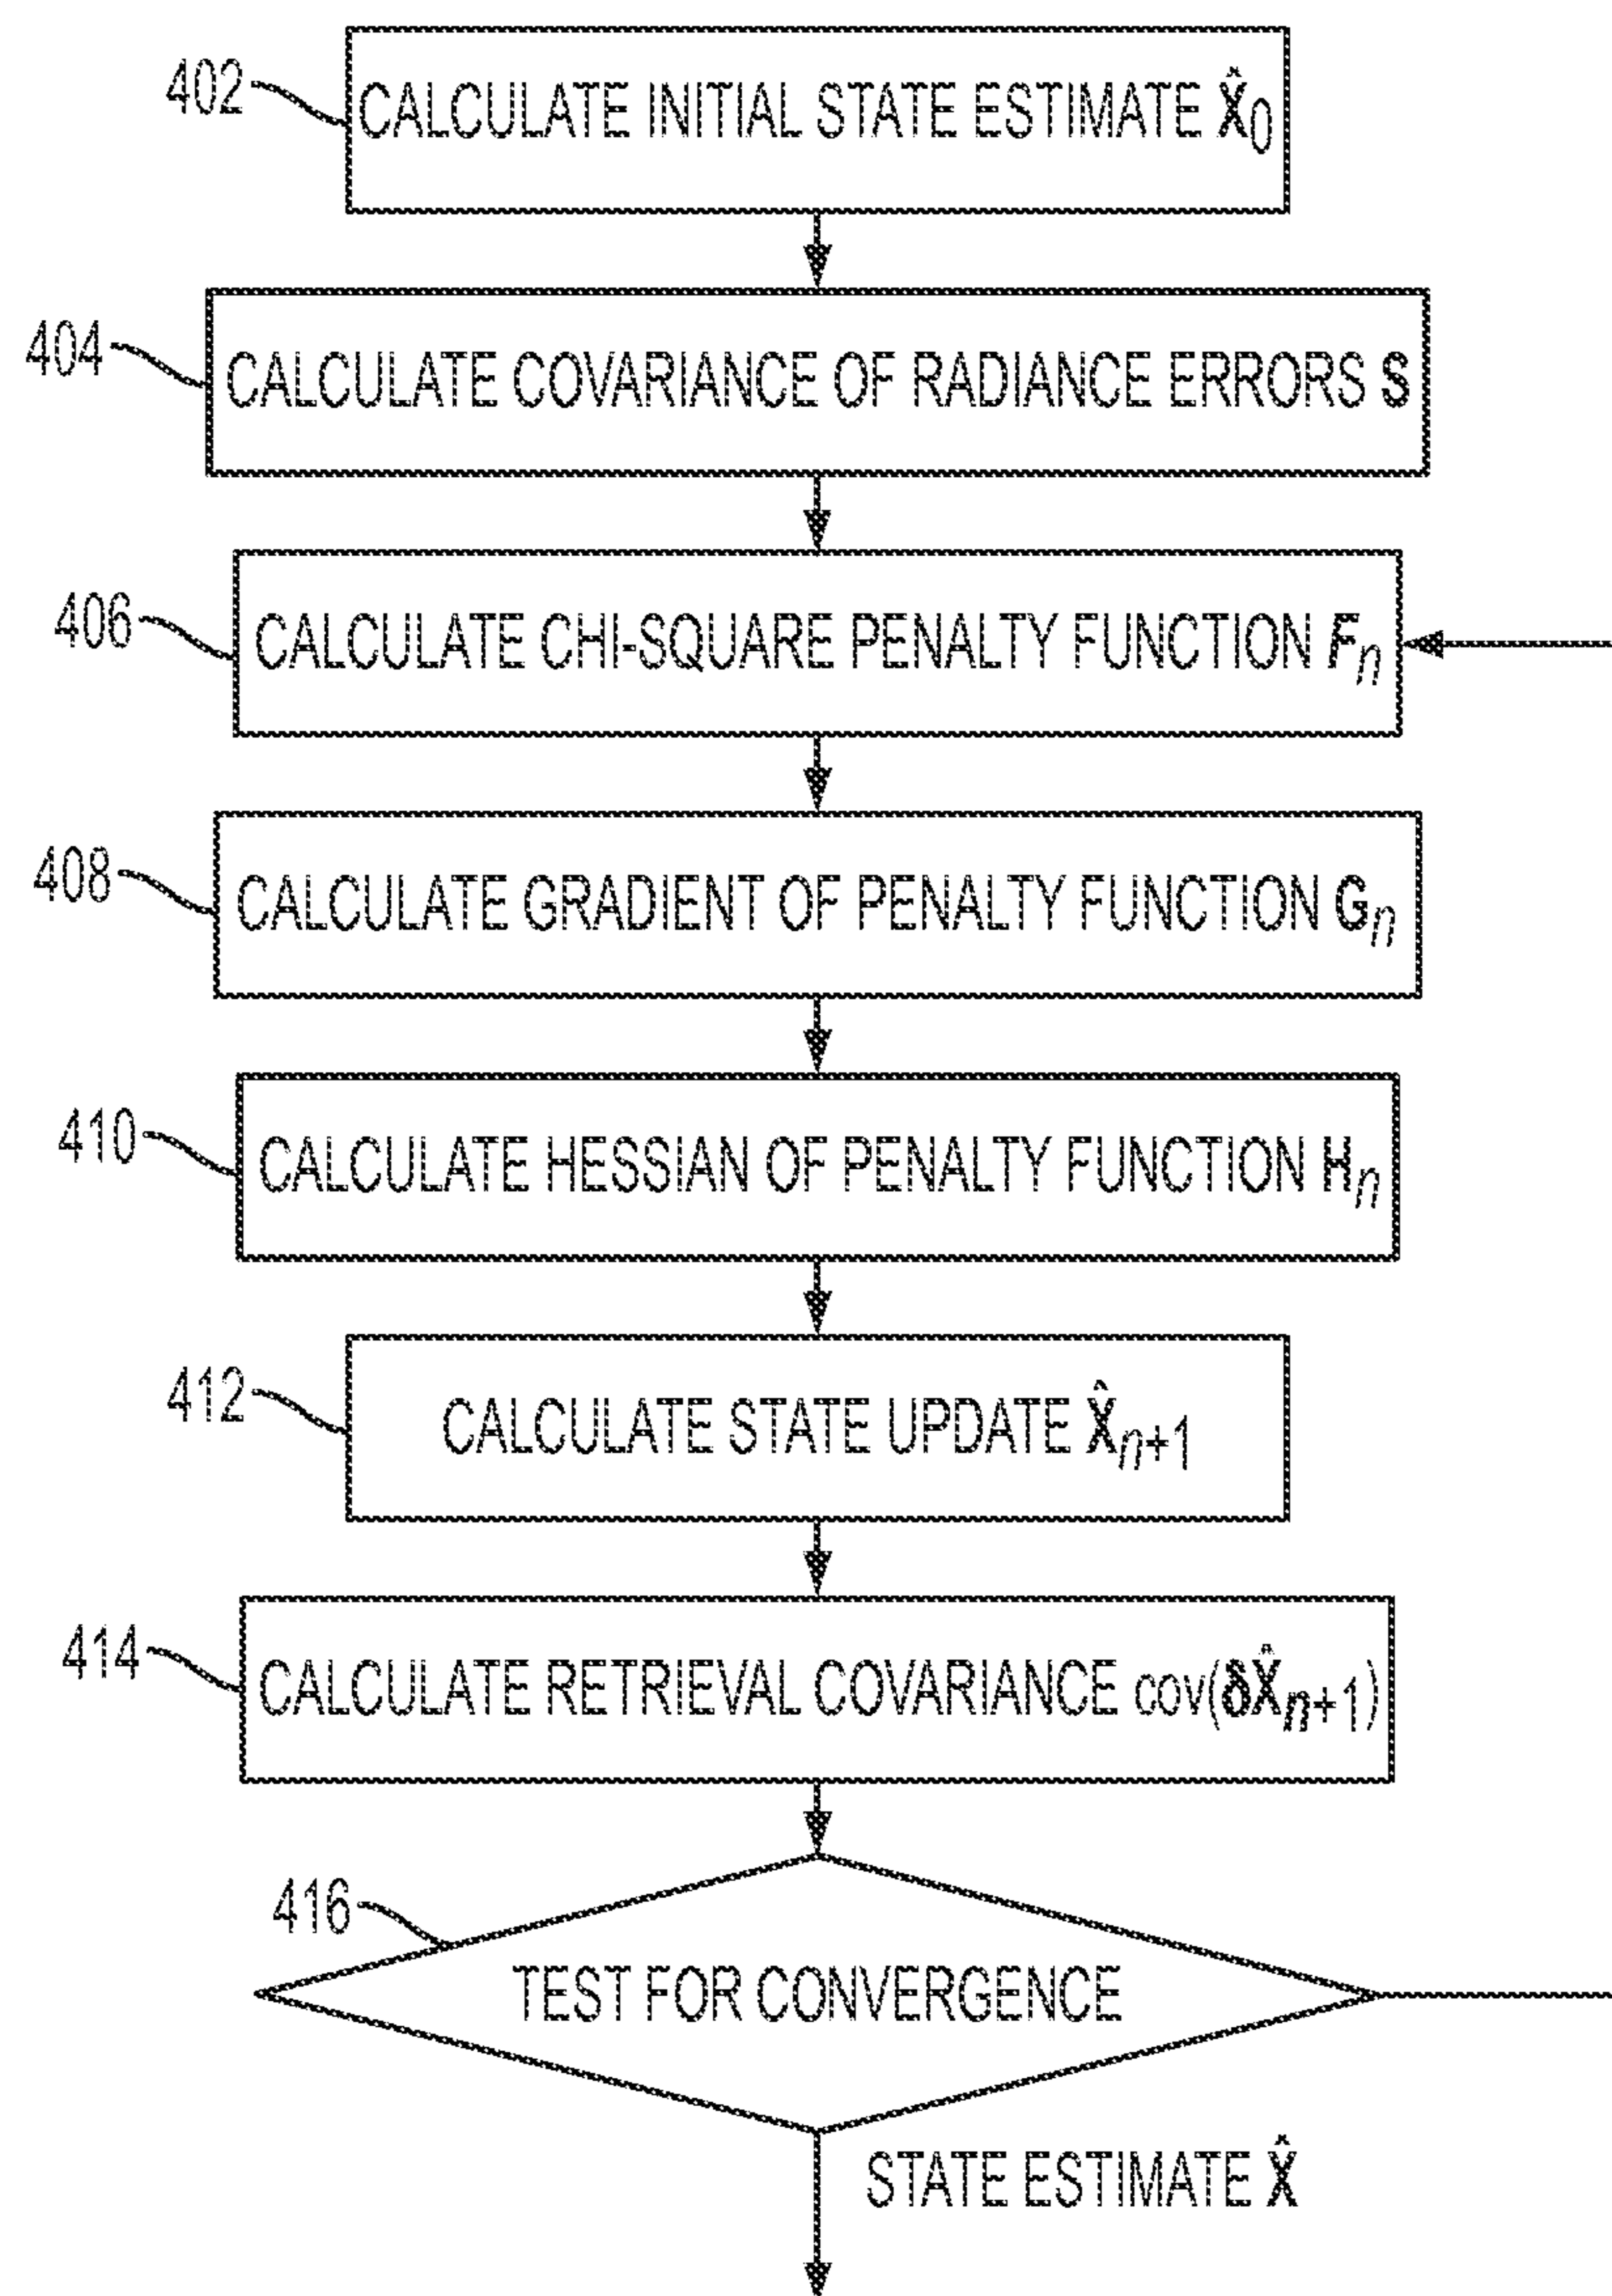 402
CALCULATE INITIAL STATE ESTIMATE X̂0
404
CALCULATE COVARIANCE OF RADIANCE ERRORS S
406
CALCULATE CHI-SQUARE PENALTY FUNCTION Fn
408
CALCULATE GRADIENT OF PENALTY FUNCTION Gn
410
CALCULATE HESSIAN OF PENALTY FUNCTION Hn
412
CALCULATE STATE UPDATE X̂n+1
414
CALCULATE RETRIEVAL COVARIANCE cov(δX̂n+1)
416
TEST FOR CONVERGENCE
STATE ESTIMATE X̂